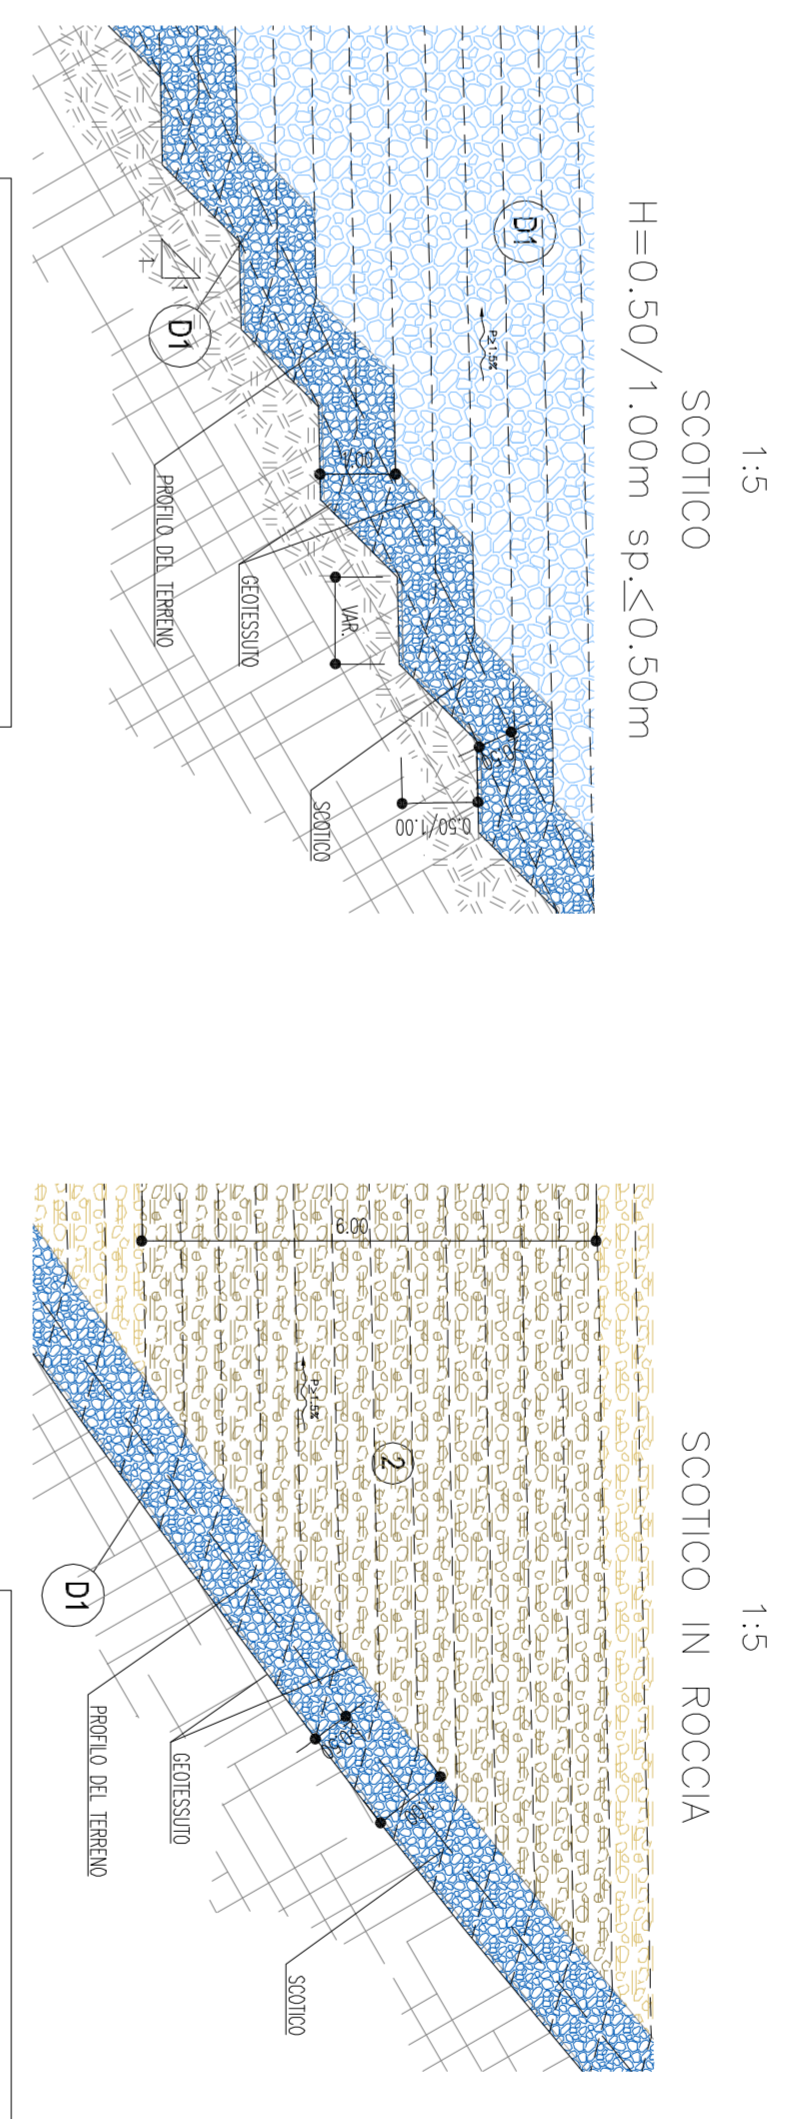 1:5
SCOTICO
H=0.50/1.00m sp.≤0.50m
D1
P≥1.5%
D1
1
1
1.00
PROFILO DEL TERRENO
GEOTESSUTO
VAR.
0.50/1.00
SCOTICO
1:5
SCOTICO IN ROCCIA
6.00
P≥1.5%
2
D1
PROFILO DEL TERRENO
GEOTESSUTO
SCOTICO